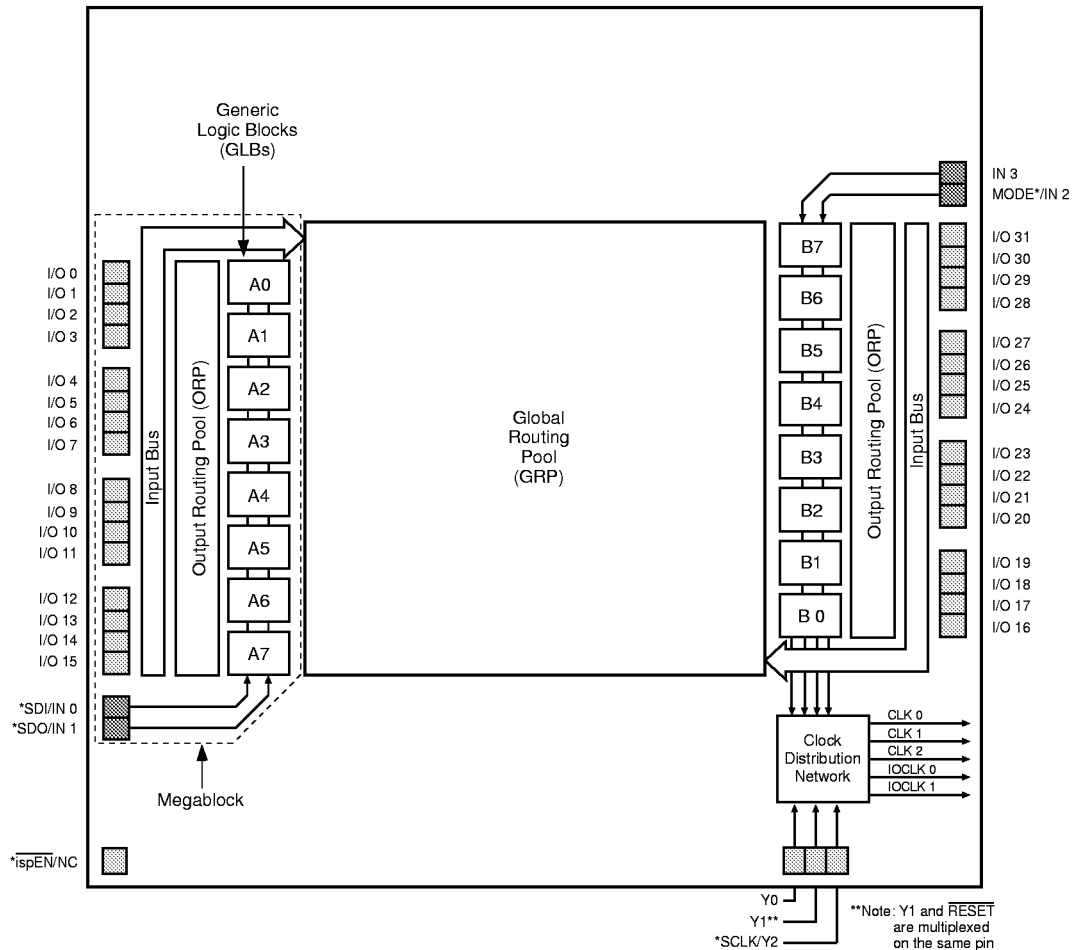 Generic
Logic Blocks
(GLBs)
IN 3
MODE*/IN 2
I/O 0
I/O 1
I/O 2
I/O 3
I/O 4
I/O 5
I/O 6
I/O 7
I/O 8
I/O 9
I/O 10
I/O 11
I/O 12
I/O 13
I/O 14
I/O 15
*SDI/IN 0
*SDO/IN 1
Input Bus
Output Routing Pool (ORP)
A0
A1
A2
A3
A4
A5
A6
A7
Megablock
*ispEN/NC
Global
Routing
Pool
(GRP)
B7
B6
B5
B4
B3
B2
B1
B 0
Output Routing Pool (ORP)
Input Bus
I/O 31
I/O 30
I/O 29
I/O 28
I/O 27
I/O 26
I/O 25
I/O 24
I/O 23
I/O 22
I/O 21
I/O 20
I/O 19
I/O 18
I/O 17
I/O 16
Clock
Distribution
Network
CLK 0
CLK 1
CLK 2
IOCLK 0
IOCLK 1
Y0
Y1**
*SCLK/Y2
**Note: Y1 and RESET
are multiplexed
on the same pin